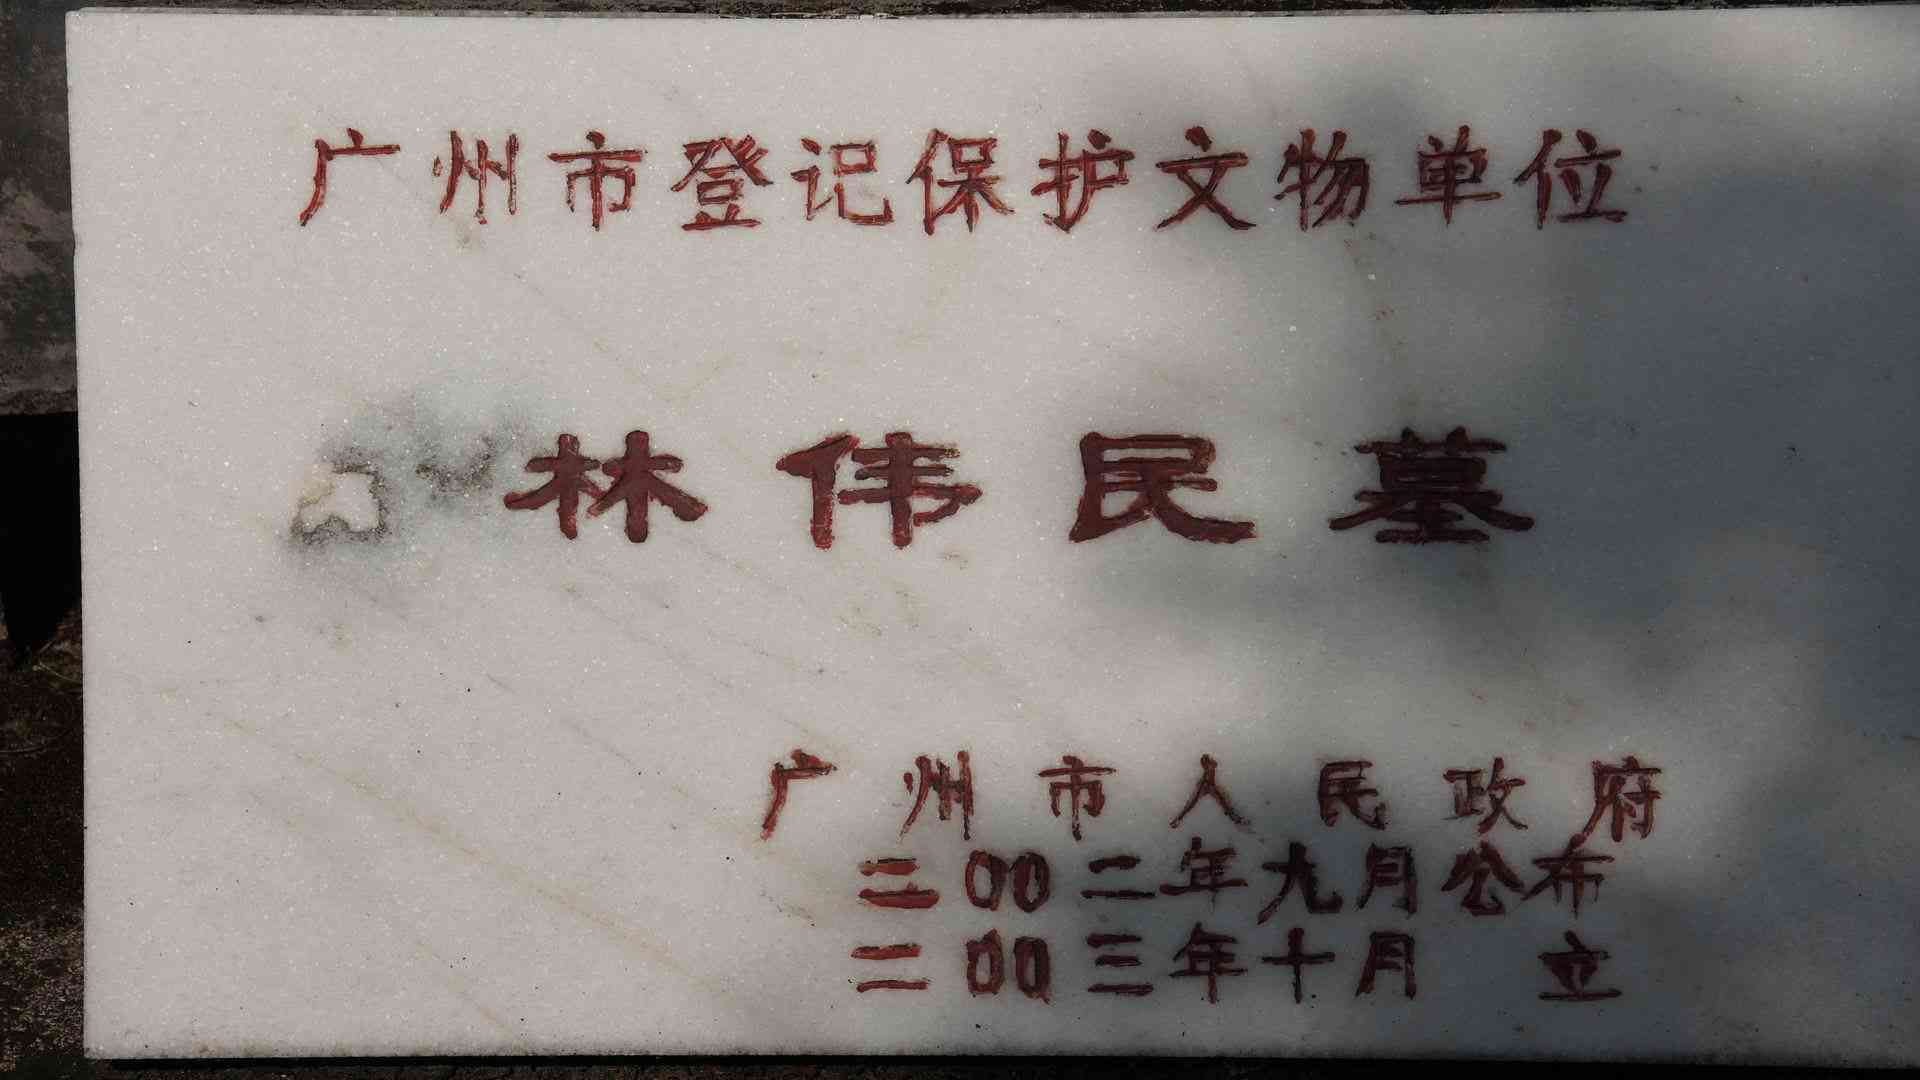 广州市登记保护文物单位
林伟民墓
广州市人民政府
二00二年九月公布
二00三年十月 立